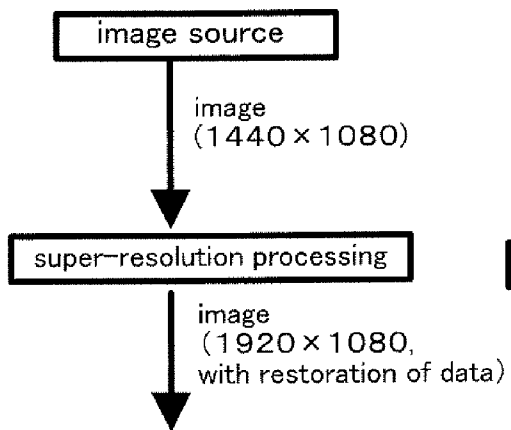 image source
image
(1440×1080)
super-resolution processing
image
(1920×1080,
with restoration of data)